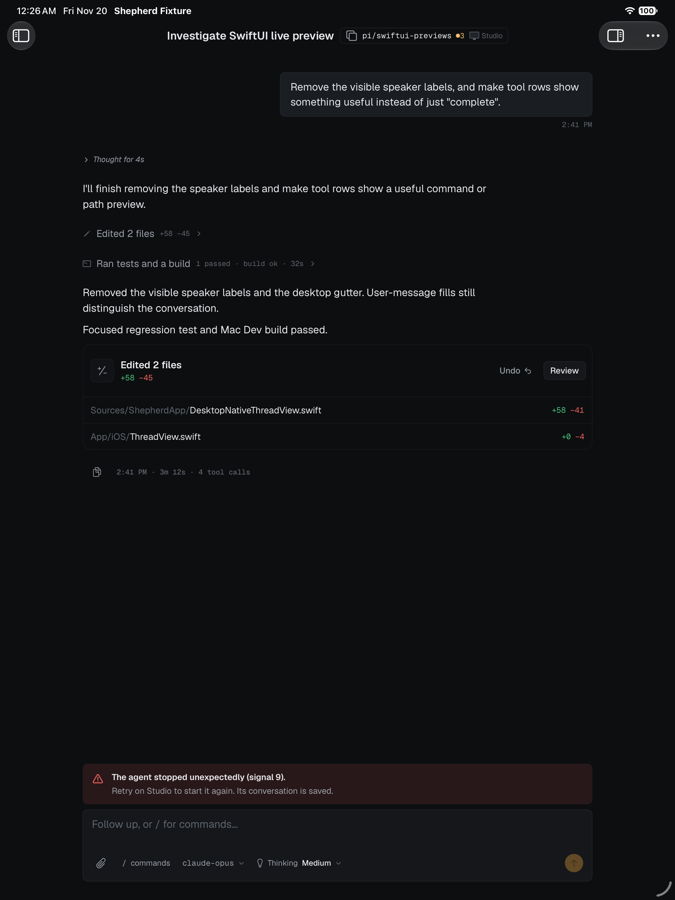 12:26 AM Fri Nov 20 Shepherd Fixture 100
Investigate SwiftUI live preview pi/swiftui-previews 3 Studio
Remove the visible speaker labels, and make tool rows show
something useful instead of just "complete".
2:41 PM
Thought for 4s
I'll finish removing the speaker labels and make tool rows show a useful command or
path preview.
Edited 2 files +58 −45
Ran tests and a build 1 passed · build ok · 32s
Removed the visible speaker labels and the desktop gutter. User-message fills still
distinguish the conversation.
Focused regression test and Mac Dev build passed.
Edited 2 files
+58 −45
Undo Review
Sources/ShepherdApp/DesktopNativeThreadView.swift +58 −41
App/iOS/ThreadView.swift +0 −4
2:41 PM · 3m 12s · 4 tool calls
The agent stopped unexpectedly (signal 9).
Retry on Studio to start it again. Its conversation is saved.
Follow up, or / for commands…
/ commands claude-opus Thinking Medium